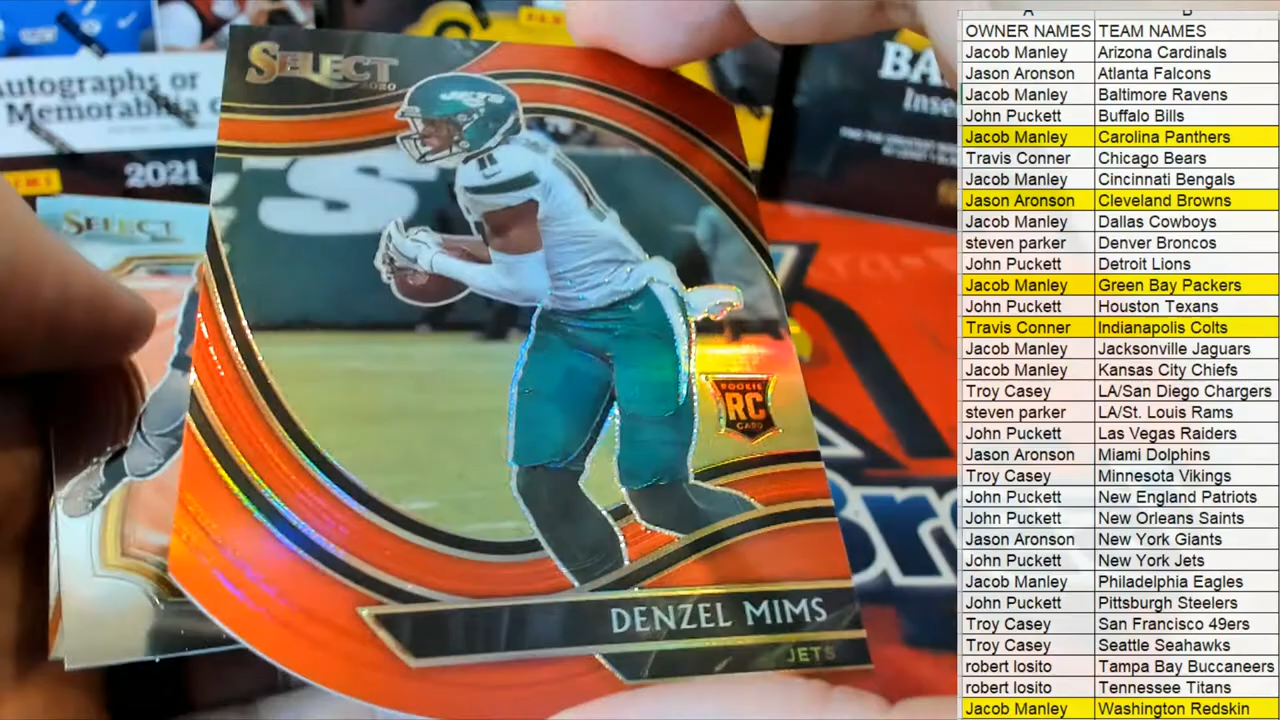 Autographs or
Memorabilia
2021
SELECT
SELECT
2020
JETS
11
S
ROOKIE
RC
CARD
DENZEL MIMS
JETS
OWNER NAMES TEAM NAMES
Jacob Manley Arizona Cardinals
Jason Aronson Atlanta Falcons
Jacob Manley Baltimore Ravens
John Puckett Buffalo Bills
Jacob Manley Carolina Panthers
Travis Conner Chicago Bears
Jacob Manley Cincinnati Bengals
Jason Aronson Cleveland Browns
Jacob Manley Dallas Cowboys
steven parker Denver Broncos
John Puckett Detroit Lions
Jacob Manley Green Bay Packers
John Puckett Houston Texans
Travis Conner Indianapolis Colts
Jacob Manley Jacksonville Jaguars
Jacob Manley Kansas City Chiefs
Troy Casey LA/San Diego Chargers
steven parker LA/St. Louis Rams
John Puckett Las Vegas Raiders
Jason Aronson Miami Dolphins
Troy Casey Minnesota Vikings
John Puckett New England Patriots
John Puckett New Orleans Saints
Jason Aronson New York Giants
John Puckett New York Jets
Jacob Manley Philadelphia Eagles
John Puckett Pittsburgh Steelers
Troy Casey San Francisco 49ers
Troy Casey Seattle Seahawks
robert losito Tampa Bay Buccaneers
robert losito Tennessee Titans
Jacob Manley Washington Redskin